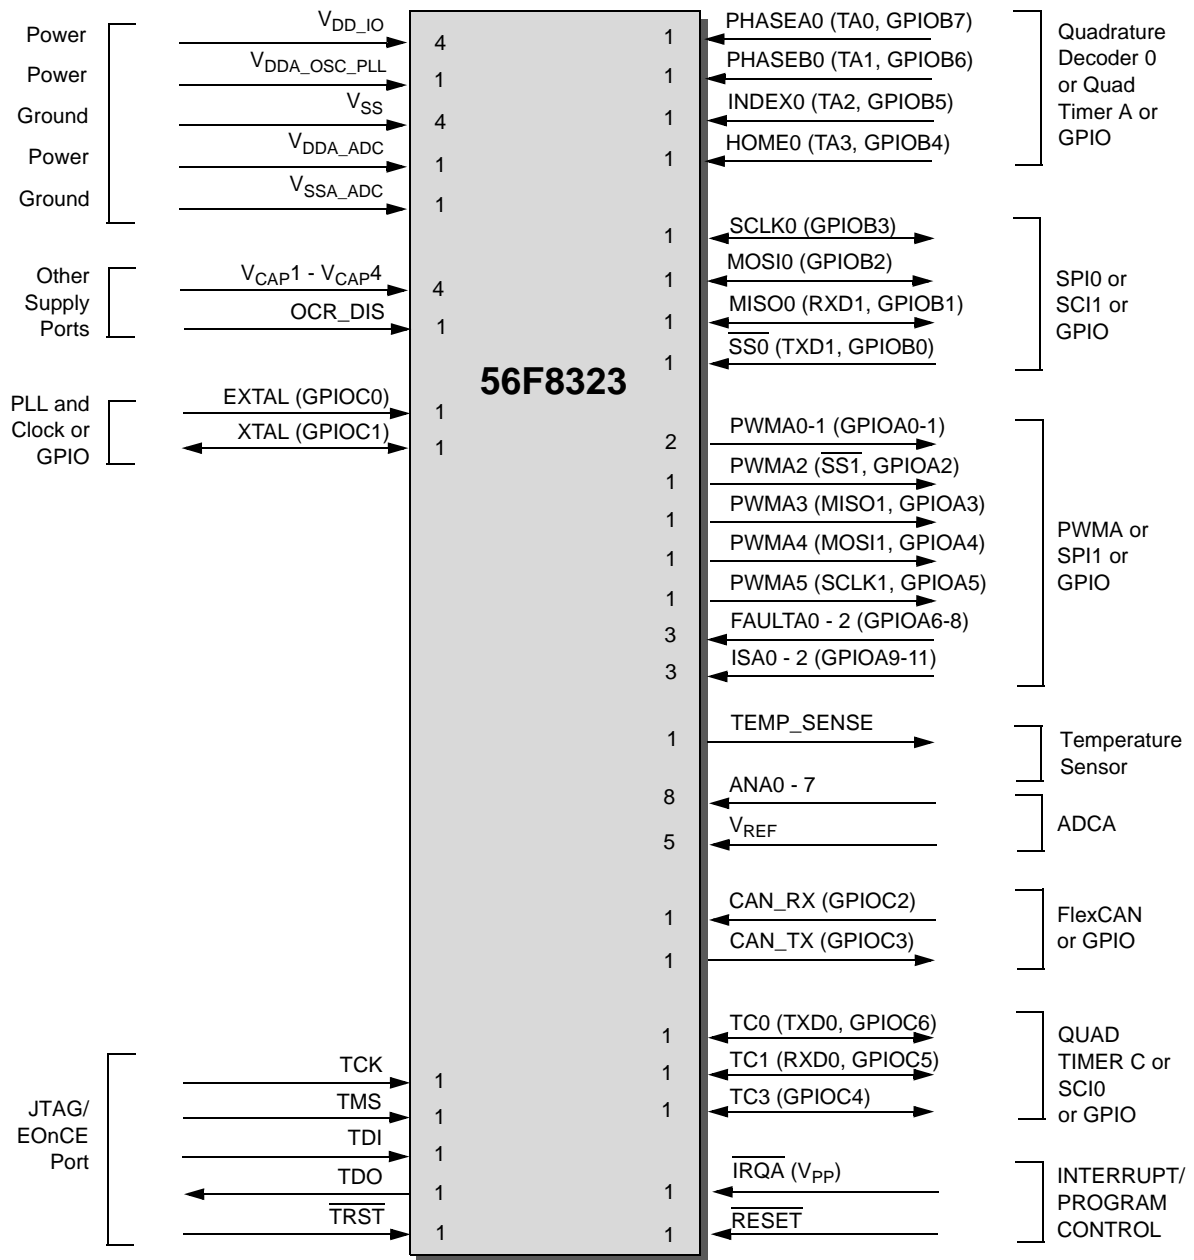 Power
V_DD_IO
4
Power
V_DDA_OSC_PLL
1
Ground
V_SS
4
Power
V_DDA_ADC
1
Ground
V_SSA_ADC
1
Other
Supply
Ports
V_CAP1 - V_CAP4
4
OCR_DIS
1
PLL and
Clock or
GPIO
EXTAL (GPIOC0)
1
XTAL (GPIOC1)
1
JTAG/
EOnCE
Port
TCK
1
TMS
1
TDI
1
TDO
1
TRST
1
56F8323
1
PHASEA0 (TA0, GPIOB7)
1
PHASEB0 (TA1, GPIOB6)
1
INDEX0 (TA2, GPIOB5)
1
HOME0 (TA3, GPIOB4)
Quadrature
Decoder 0
or Quad
Timer A or
GPIO
1
SCLK0 (GPIOB3)
1
MOSI0 (GPIOB2)
1
MISO0 (RXD1, GPIOB1)
1
SS0 (TXD1, GPIOB0)
SPI0 or
SCI1 or
GPIO
2
PWMA0-1 (GPIOA0-1)
1
PWMA2 (SS1, GPIOA2)
1
PWMA3 (MISO1, GPIOA3)
1
PWMA4 (MOSI1, GPIOA4)
1
PWMA5 (SCLK1, GPIOA5)
3
FAULTA0 - 2 (GPIOA6-8)
3
ISA0 - 2 (GPIOA9-11)
PWMA or
SPI1 or
GPIO
1
TEMP_SENSE
Temperature
Sensor
8
ANA0 - 7
5
V_REF
ADCA
1
CAN_RX (GPIOC2)
1
CAN_TX (GPIOC3)
FlexCAN
or GPIO
1
TC0 (TXD0, GPIOC6)
1
TC1 (RXD0, GPIOC5)
1
TC3 (GPIOC4)
QUAD
TIMER C or
SCI0
or GPIO
1
IRQA (V_PP)
1
RESET
INTERRUPT/
PROGRAM
CONTROL